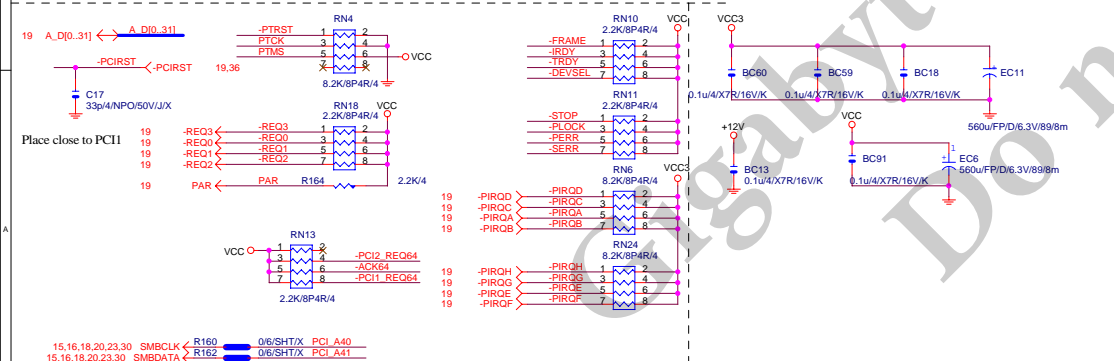 19 A_D[0..31] A_D[0..31]
-PCIRST -PCIRST 19,36
C17
33p/4/NPO/50V/J/X
Place close to PCI1
RN4
-PTRST 1 2
PTCK 3 4
PTMS 5 6 VCC
7 8
8.2K/8P4R/4
RN18
2.2K/8P4R/4 VCC
19 -REQ3 -REQ3 1 2
19 -REQ0 -REQ0 3 4
19 -REQ1 -REQ1 5 6
19 -REQ2 -REQ2 7 8
19 PAR PAR R164 2.2K/4
RN13
VCC 1 2
3 4 -PCI2_REQ64
5 6 -ACK64
7 8 -PCI1_REQ64
2.2K/8P4R/4
15,16,18,20,23,30 SMBCLK R160 0/6/SHT/X PCI_A40
15,16,18,20,23,30 SMBDATA R162 0/6/SHT/X PCI_A41
RN10 VCC
2.2K/8P4R/4
-FRAME 1 2
-IRDY 3 4
-TRDY 5 6
-DEVSEL 7 8
RN11
2.2K/8P4R/4
-STOP 1 2
-PLOCK 3 4
-PERR 5 6
-SERR 7 8
RN6 VCC3
8.2K/8P4R/4
19 -PIRQD -PIRQD 1 2
19 -PIRQC -PIRQC 3 4
19 -PIRQA -PIRQA 5 6
19 -PIRQB -PIRQB 7 8
RN24
8.2K/8P4R/4
19 -PIRQH -PIRQH 1 2
19 -PIRQG -PIRQG 3 4
19 -PIRQE -PIRQE 5 6
19 -PIRQF -PIRQF 7 8
VCC3
BC60 BC59 BC18 EC11
0.1u/4/X7R/16V/K 0.1u/4/X7R/16V/K 0.1u/4/X7R/16V/K
560u/FP/D/6.3V/89/8m
+12V
BC13
0.1u/4/X7R/16V/K
VCC
BC91
0.1u/4/X7R/16V/K
1
EC6
560u/FP/D/6.3V/89/8m
A
Gigabyt
Do n